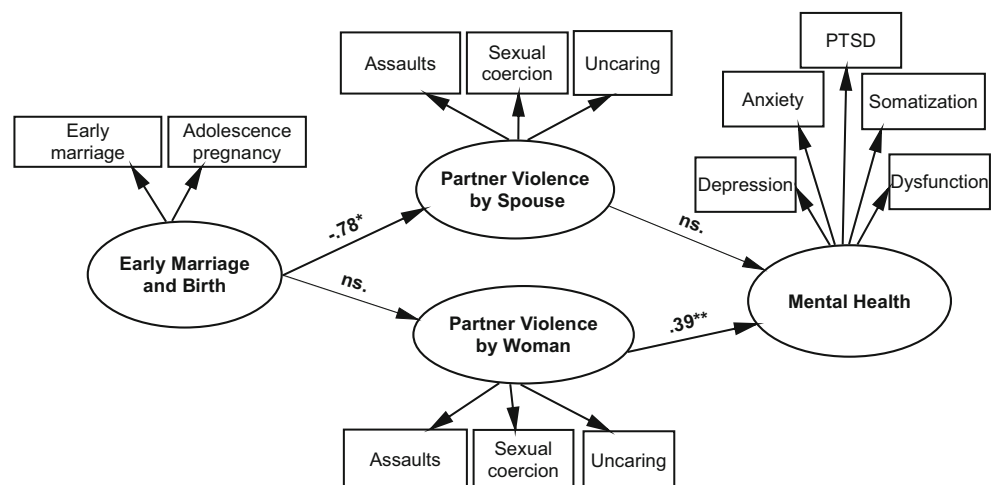 PTSD
Assaults
Sexual
coercion
Uncaring
Anxiety
Somatization
Early
marriage
Adolescence
pregnancy
Depression
Dysfunction
Partner Violence
by Spouse
-.78*
ns.
Early Marriage
and Birth
ns.
Mental Health
Partner Violence
by Woman
.39**
Assaults
Sexual
coercion
Uncaring